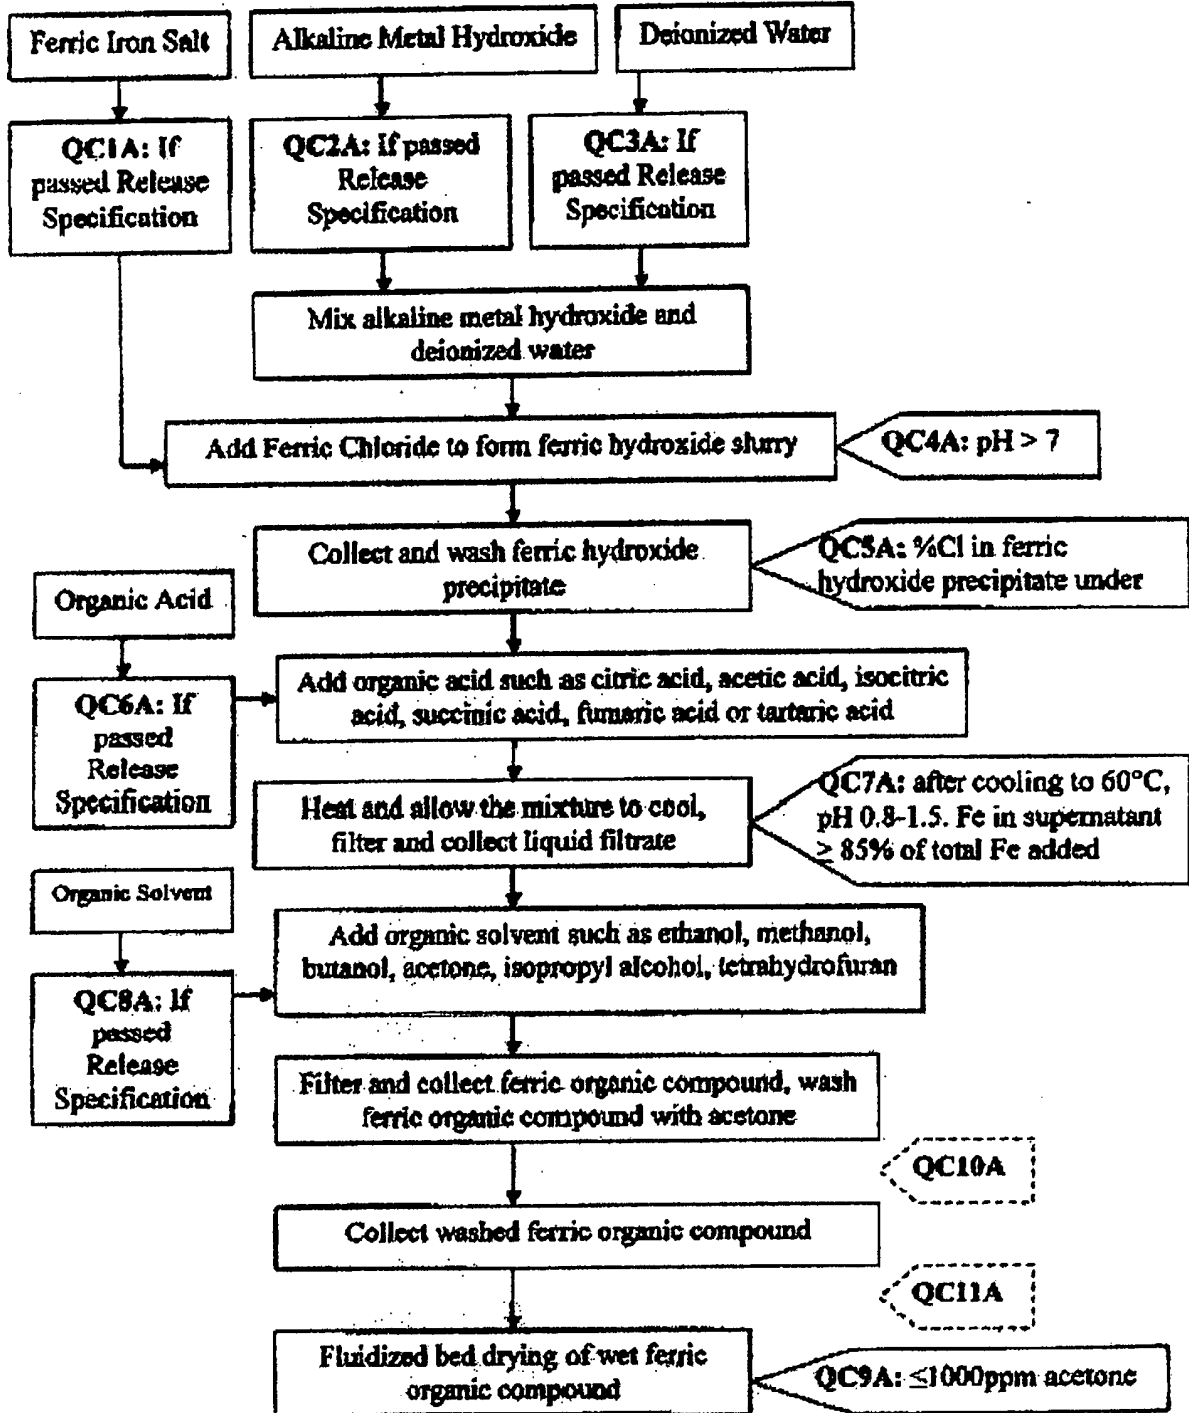 Ferric Iron Salt
Alkaline Metal Hydroxide
Deionized Water
QC1A: If
passed Release
Specification
QC2A: If passed
Release
Specification
QC3A: If
passed Release
Specification
Mix alkaline metal hydroxide and
deionized water
Add Ferric Chloride to form ferric hydroxide slurry
QC4A: pH > 7
Collect and wash ferric hydroxide
precipitate
QC5A: %Cl in ferric
hydroxide precipitate under
Organic Acid
QC6A: If
passed
Release
Specification
Add organic acid such as citric acid, acetic acid, isocitric
acid, succinic acid, fumaric acid or tartaric acid
Heat and allow the mixture to cool,
filter and collect liquid filtrate
QC7A: after cooling to 60°C,
pH 0.8-1.5. Fe in supernatant
≥ 85% of total Fe added
Organic Solvent
QC8A: If
passed
Release
Specification
Add organic solvent such as ethanol, methanol,
butanol, acetone, isopropyl alcohol, tetrahydrofuran
Filter and collect ferric organic compound, wash
ferric organic compound with acetone
QC10A
Collect washed ferric organic compound
QC11A
Fluidized bed drying of wet ferric
organic compound
QC9A: ≤1000ppm acetone